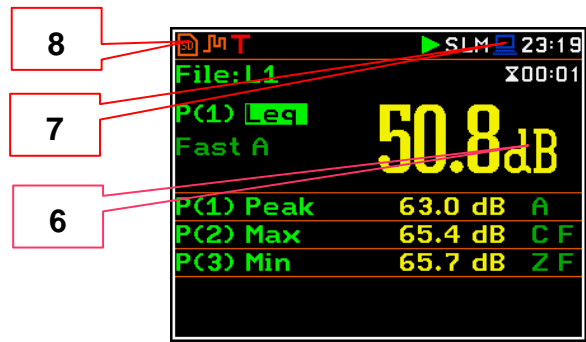 8
SD T SLM 23:19
File:L1 00:01
7
P(1) Leq 50.8dB
Fast A
6
P(1) Peak 63.0 dB A
P(2) Max 65.4 dB C F
P(3) Min 65.7 dB Z F